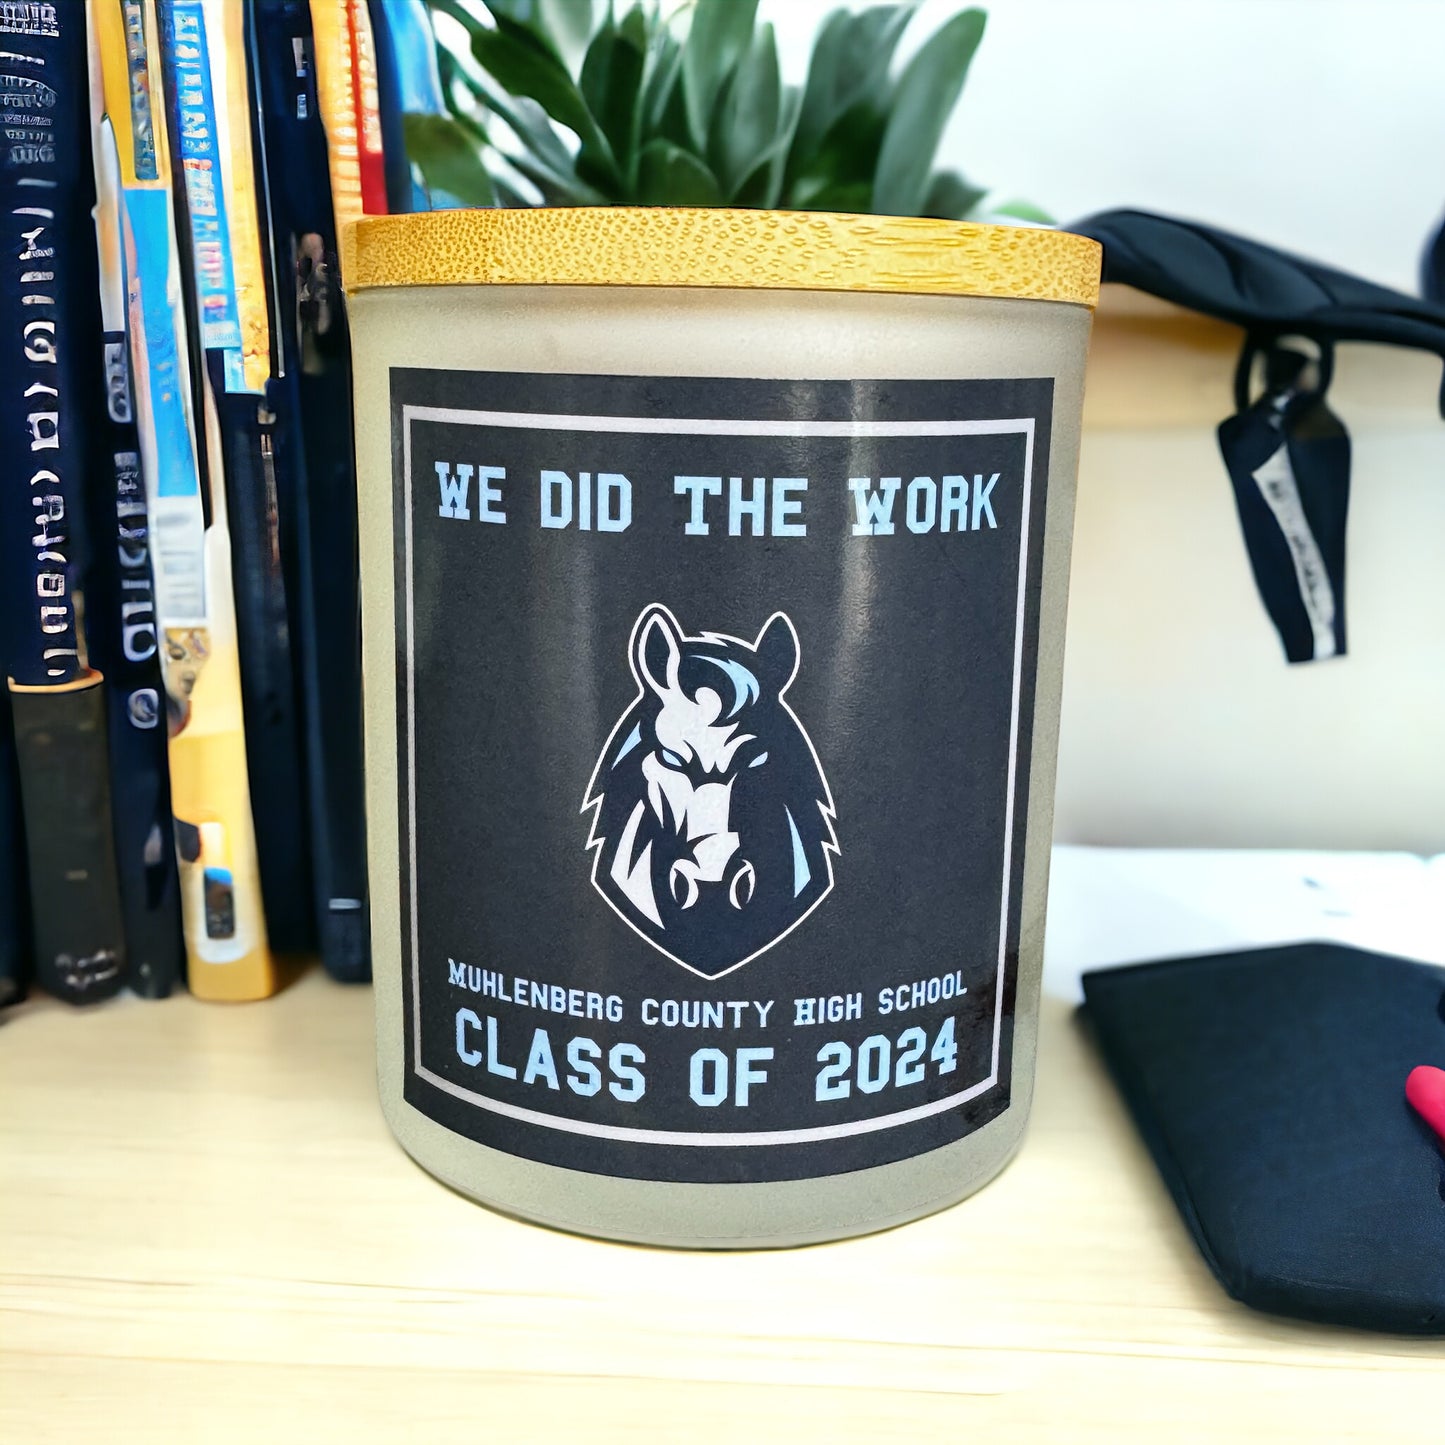 WE DID THE WORK
MUHLENBERG COUNTY HIGH SCHOOL
CLASS OF 2024